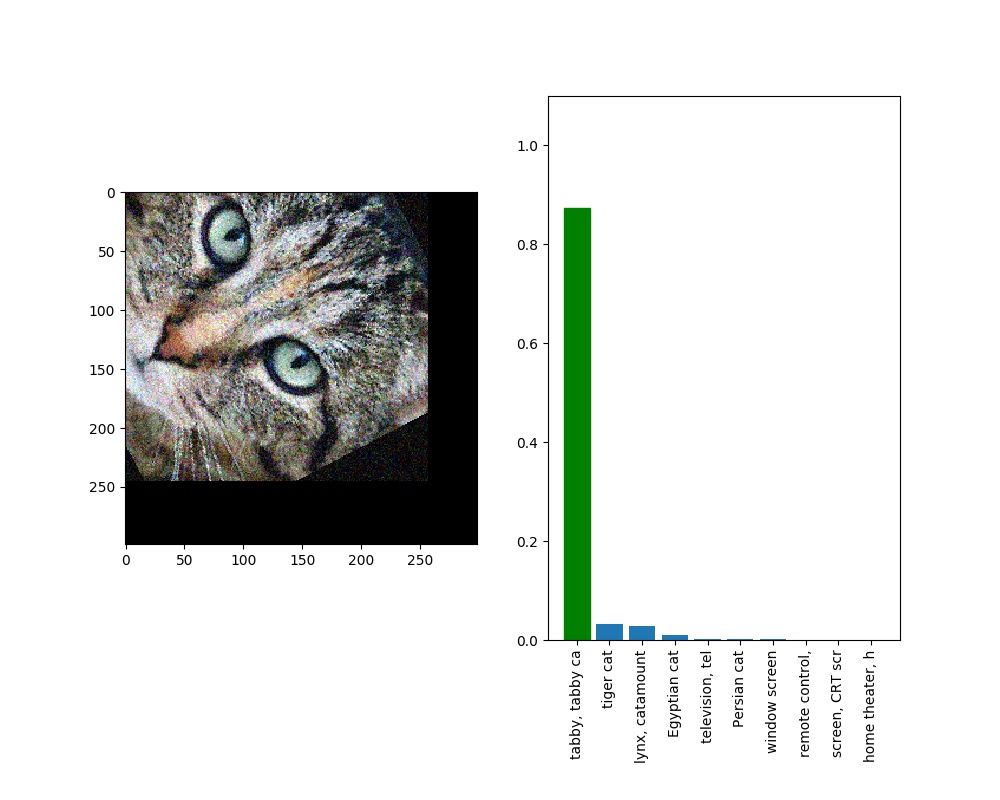 0
50
100
150
200
250
0 50 100 150 200 250
1.0
0.8
0.6
0.4
0.2
0.0
tabby, tabby ca
tiger cat
lynx, catamount
Egyptian cat
television, tel
Persian cat
window screen
remote control,
screen, CRT scr
home theater, h